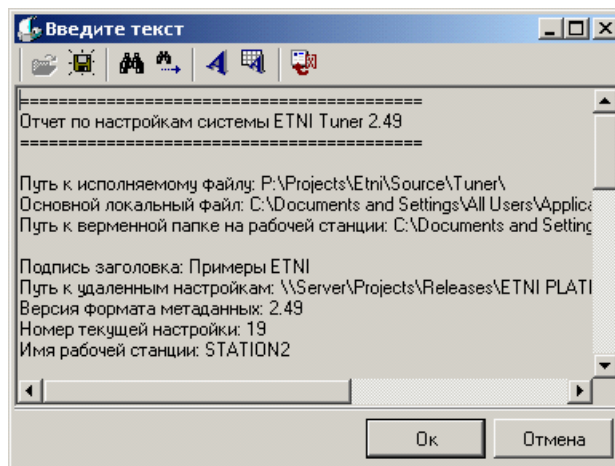 Введите текст
===========================================
Отчет по настройкам системы ETNI Tuner 2.49
===========================================
Путь к исполняемому файлу: P:\Projects\Etni\Source\Tuner\
Основной локальный файл: C:\Documents and Settings\All Users\Applica
Путь к верменной папке на рабочей станции: C:\Documents and Setting
Подпись заголовка: Примеры ETNI
Путь к удаленным настройкам: \\Server\Projects\Releases\ETNI PLATI
Версия формата метаданных: 2.49
Номер текущей настройки: 19
Имя рабочей станции: STATION2
Ок Отмена